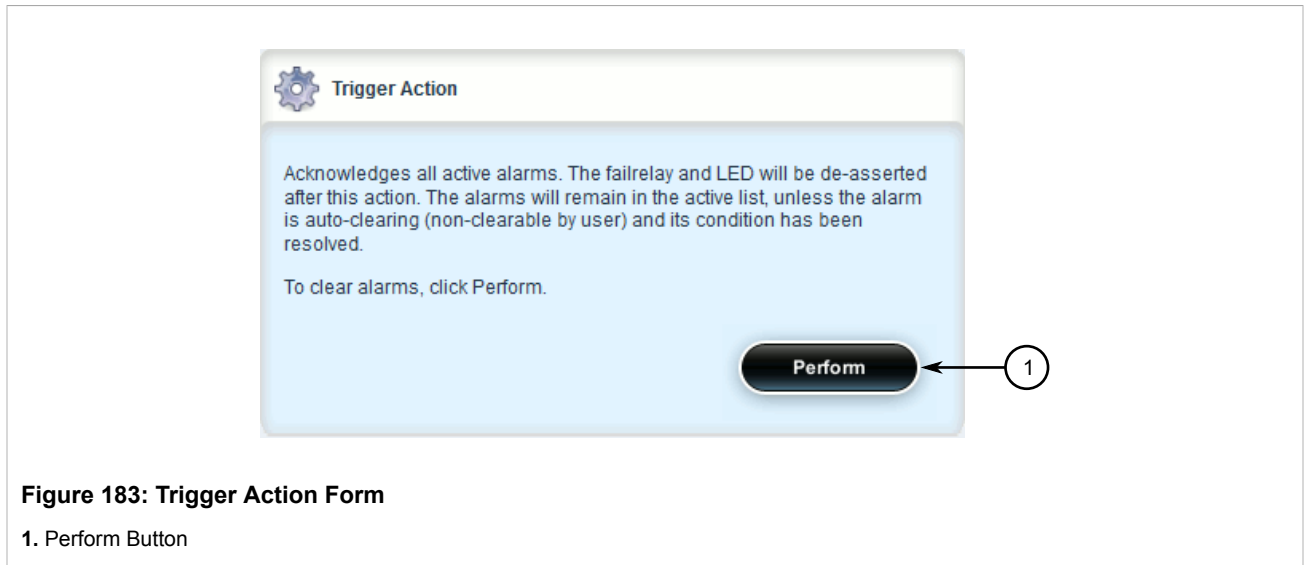 Trigger Action
Acknowledges all active alarms. The failrelay and LED will be de-asserted
after this action. The alarms will remain in the active list, unless the alarm
is auto-clearing (non-clearable by user) and its condition has been
resolved.
To clear alarms, click Perform.
Perform
1
Figure 183: Trigger Action Form
1. Perform Button